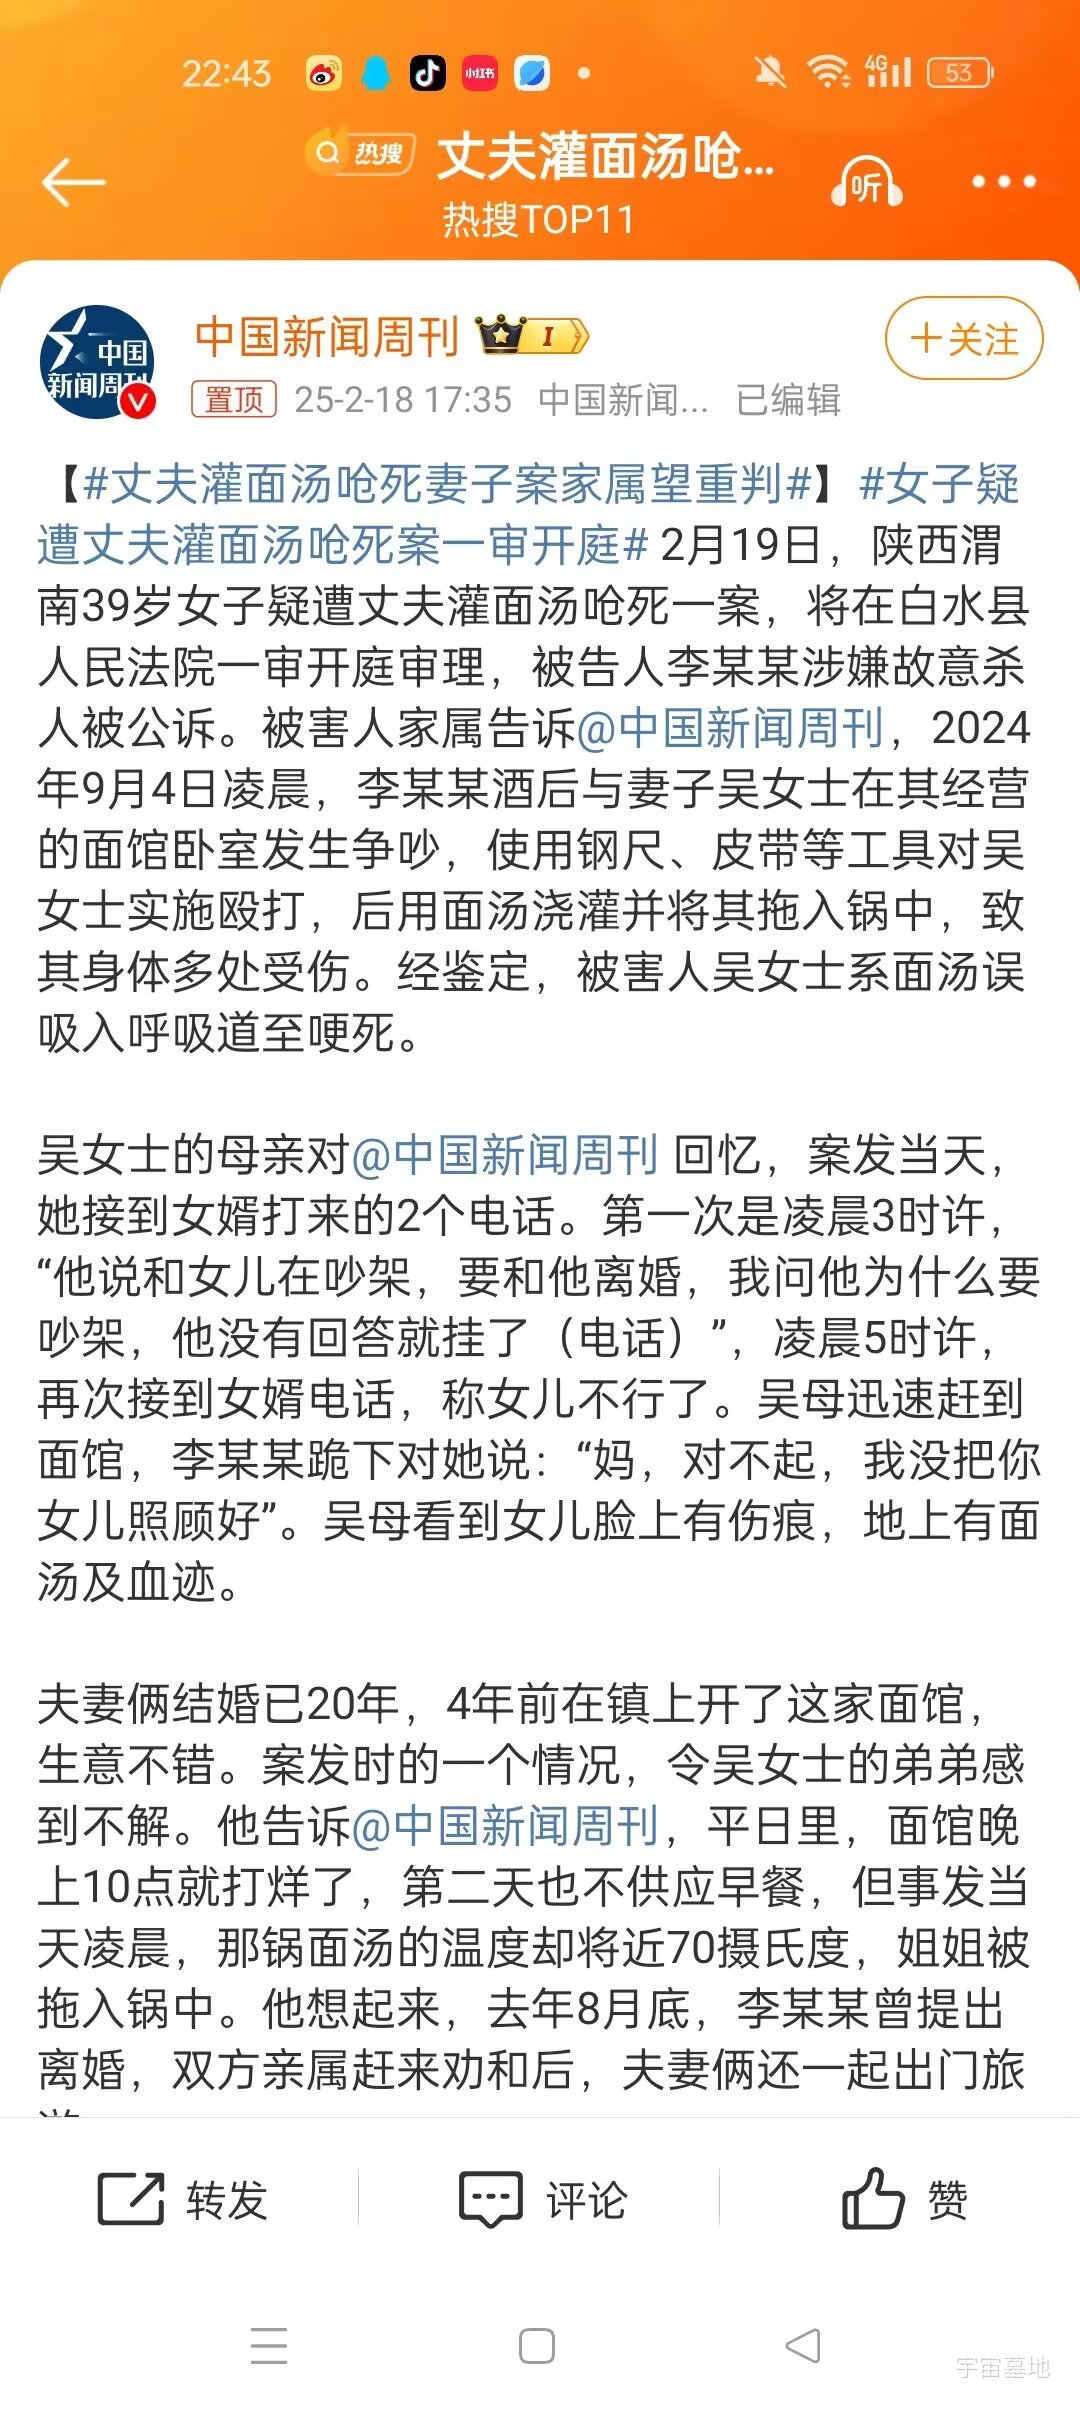 22:43
小红书
4G
53
热搜 丈夫灌面汤呛...
热搜TOP11
听
中国新闻周刊
I
+关注
中国
新闻周刊
V
置顶 25-2-18 17:35 中国新闻... 已编辑
【#丈夫灌面汤呛死妻子案家属望重判#】#女子疑
遭丈夫灌面汤呛死案一审开庭# 2月19日，陕西渭
南39岁女子疑遭丈夫灌面汤呛死一案，将在白水县
人民法院一审开庭审理，被告人李某某涉嫌故意杀
人被公诉。被害人家属告诉@中国新闻周刊，2024
年9月4日凌晨，李某某酒后与妻子吴女士在其经营
的面馆卧室发生争吵，使用钢尺、皮带等工具对吴
女士实施殴打，后用面汤浇灌并将其拖入锅中，致
其身体多处受伤。经鉴定，被害人吴女士系面汤误
吸入呼吸道至哽死。
吴女士的母亲对@中国新闻周刊 回忆，案发当天，
她接到女婿打来的2个电话。第一次是凌晨3时许，
“他说和女儿在吵架，要和他离婚，我问他为什么要
吵架，他没有回答就挂了（电话）”，凌晨5时许，
再次接到女婿电话，称女儿不行了。吴母迅速赶到
面馆，李某某跪下对她说：“妈，对不起，我没把你
女儿照顾好”。吴母看到女儿脸上有伤痕，地上有面
汤及血迹。
夫妻俩结婚已20年，4年前在镇上开了这家面馆，
生意不错。案发时的一个情况，令吴女士的弟弟感
到不解。他告诉@中国新闻周刊，平日里，面馆晚
上10点就打烊了，第二天也不供应早餐，但事发当
天凌晨，那锅面汤的温度却将近70摄氏度，姐姐被
拖入锅中。他想起来，去年8月底，李某某曾提出
离婚，双方亲属赶来劝和后，夫妻俩还一起出门旅
转发
评论
赞
宇宙墓地